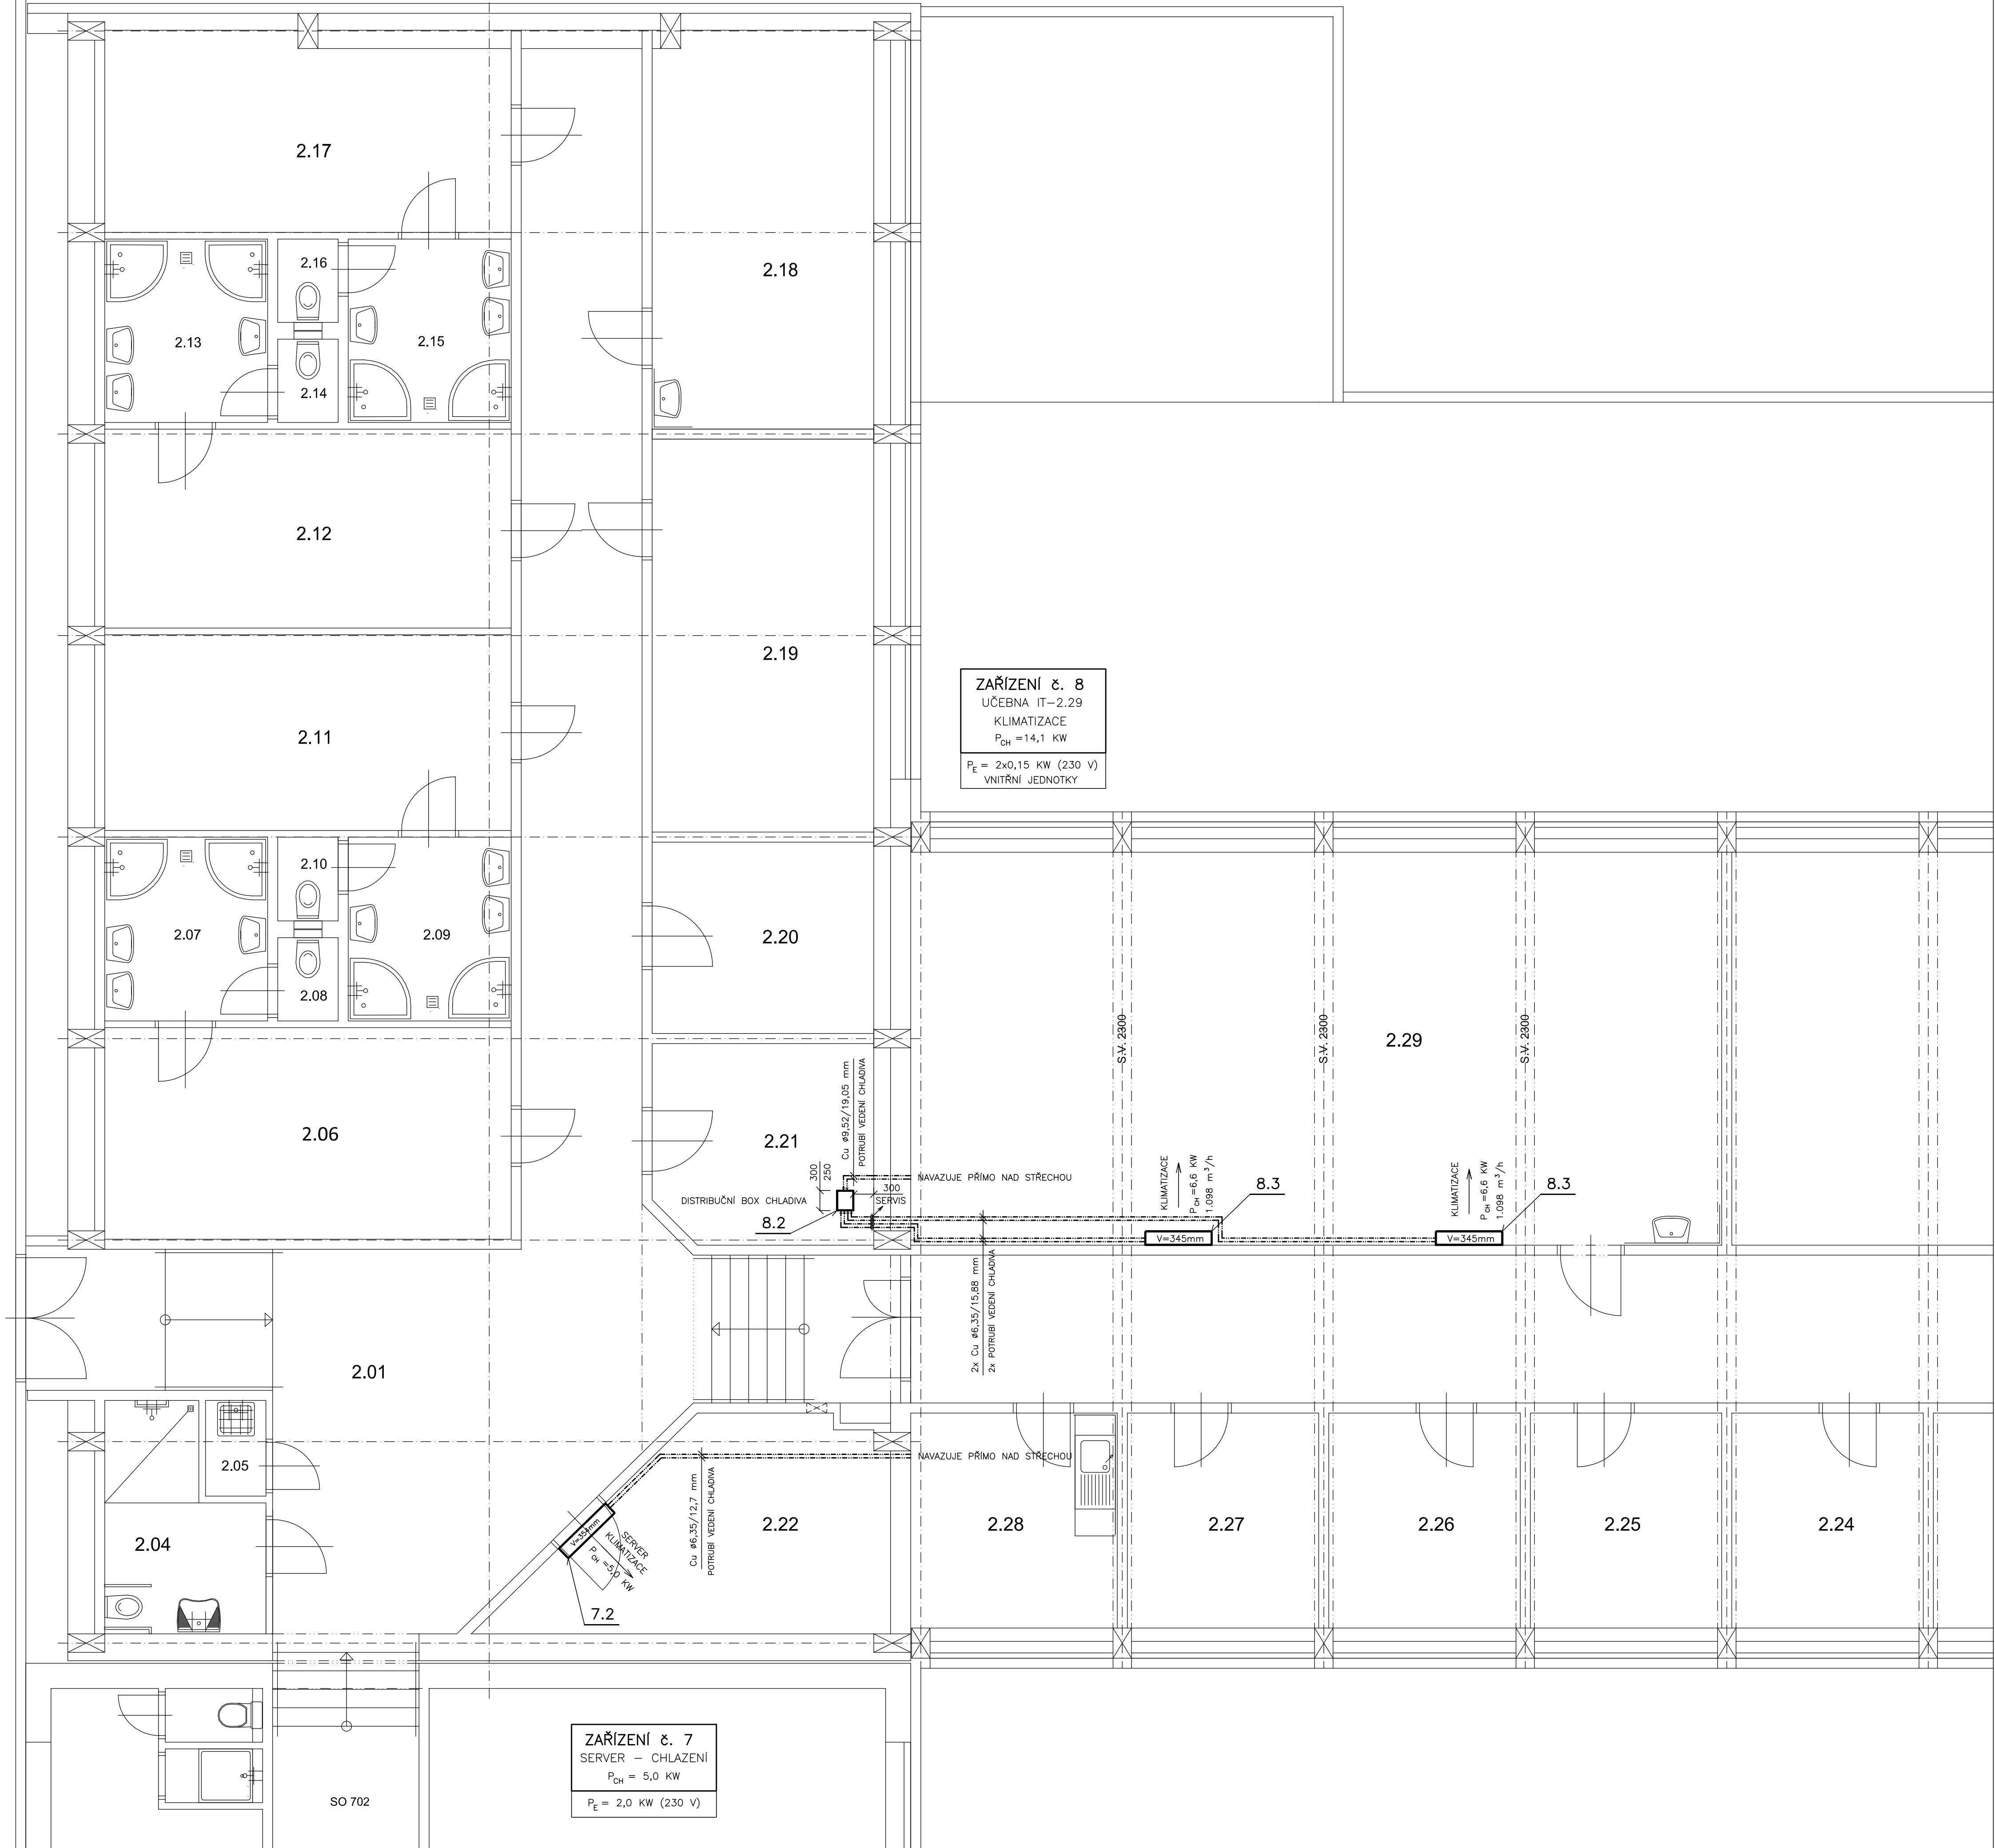 2.17
2.16
2.18
2.13
2.15
2.14
2.12
2.19
ZAŘÍZENÍ č. 8
UČEBNA IT-2.29
KLIMATIZACE
PCH =14,1 KW
PE = 2x0,15 KW (230 V)
VNITŘNÍ JEDNOTKY
2.11
2.10
2.07
2.09
2.20
2.08
S.V. 2300
S.V. 2300
S.V. 2300
2.29
2.06
2.21
Cu ø9,52/19,05 mm
POTRUBÍ VEDENÍ CHLADIVA
300
250
NAVAZUJE PŘÍMO NAD STŘECHOU
300
SERVIS
DISTRIBUČNÍ BOX CHLADIVA
8.2
KLIMATIZACE
PCH =6,6 KW
1.098 m³/h
8.3
V=345mm
KLIMATIZACE
PCH =6,6 KW
1.098 m³/h
8.3
V=345mm
2x Cu ø6,35/15,88 mm
2x POTRUBÍ VEDENÍ CHLADIVA
2.01
2.05
2.04
NAVAZUJE PŘÍMO NAD STŘECHOU
Cu ø6,35/12,7 mm
POTRUBÍ VEDENÍ CHLADIVA
SERVER
KLIMATIZACE
PCH =5,0 KW
7.2
2.22
2.28
2.27
2.26
2.25
2.24
ZAŘÍZENÍ č. 7
SERVER – CHLAZENÍ
PCH = 5,0 KW
PE = 2,0 KW (230 V)
SO 702